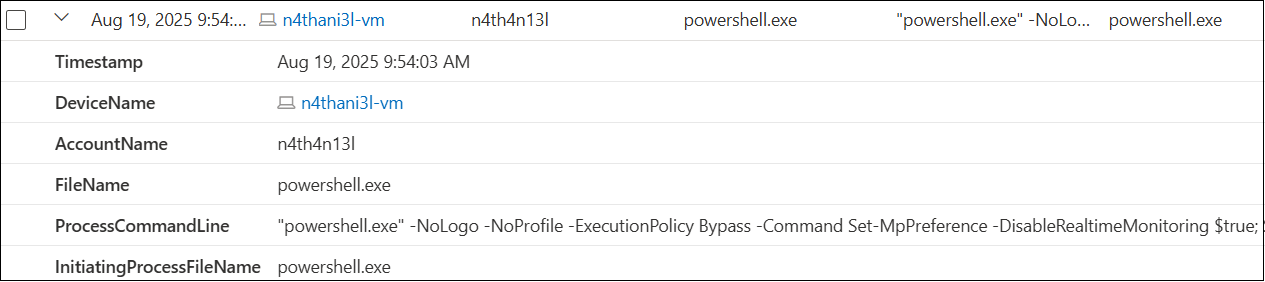 Aug 19, 2025 9:54:... n4thani3l-vm n4th4n13l powershell.exe "powershell.exe" -NoLo... powershell.exe
Timestamp Aug 19, 2025 9:54:03 AM
DeviceName n4thani3l-vm
AccountName n4th4n13l
FileName powershell.exe
ProcessCommandLine "powershell.exe" -NoLogo -NoProfile -ExecutionPolicy Bypass -Command Set-MpPreference -DisableRealtimeMonitoring $true;
InitiatingProcessFileName powershell.exe